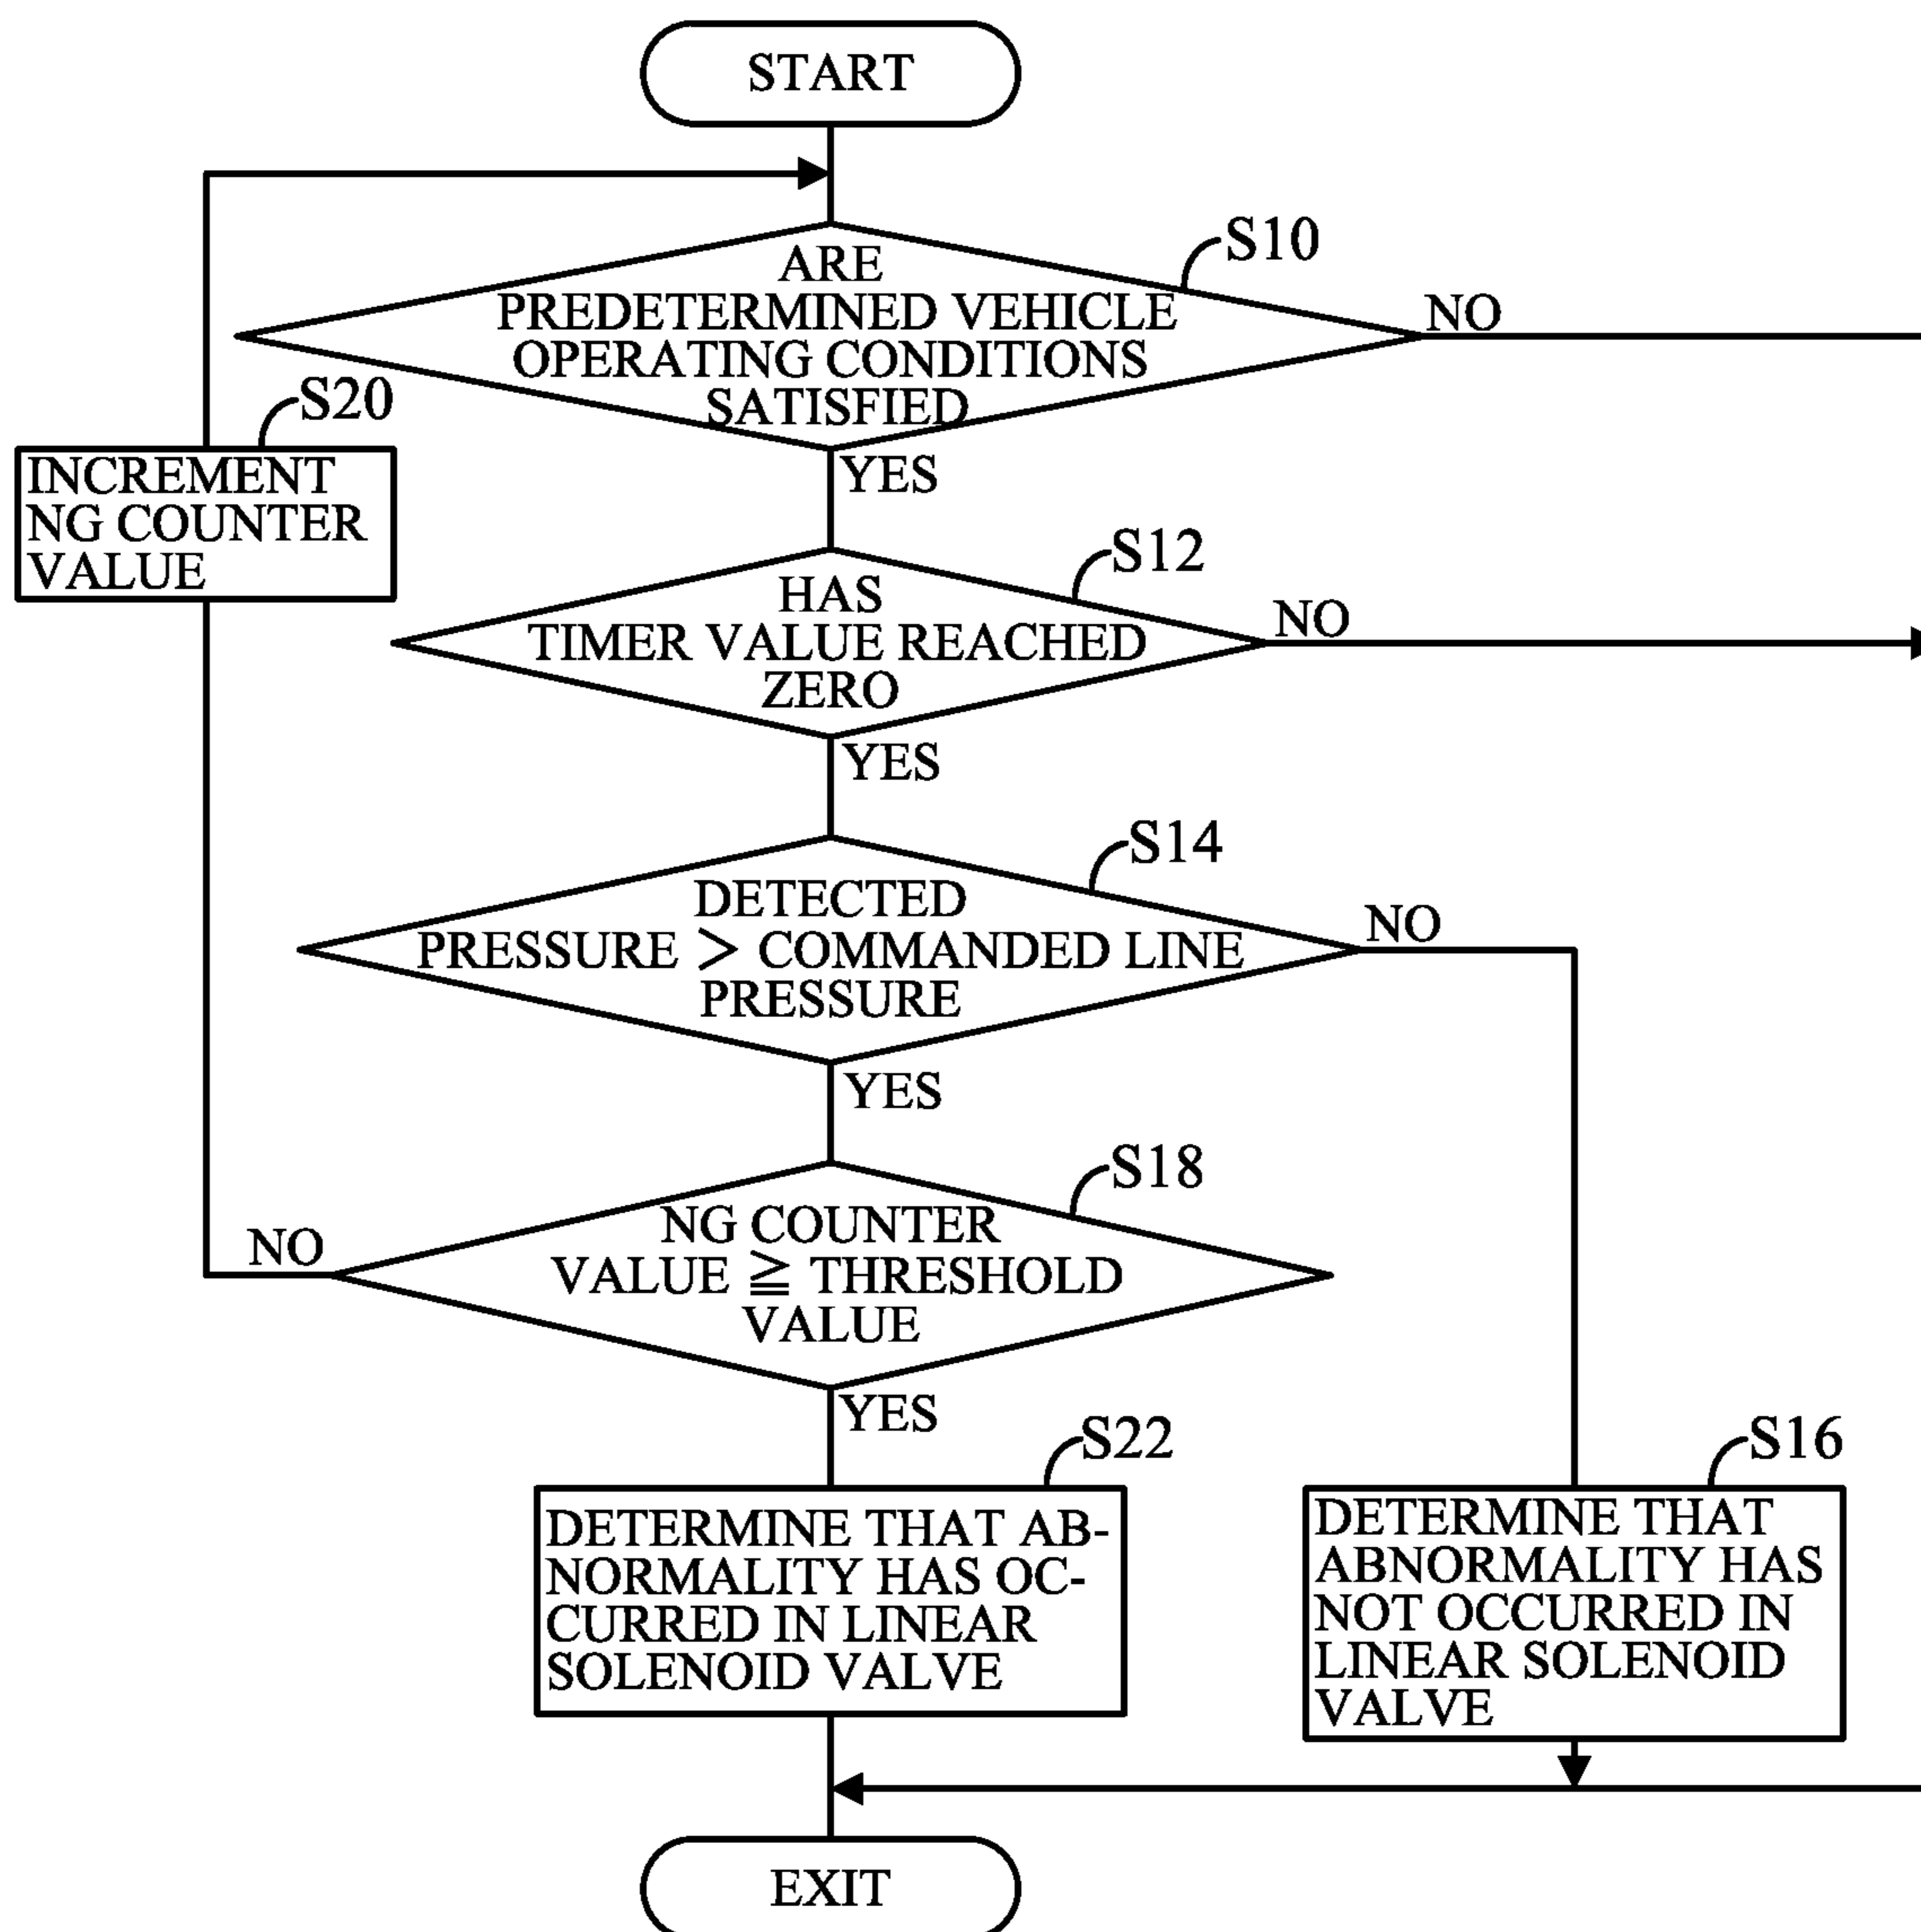 START
S10
ARE
PREDETERMINED VEHICLE
OPERATING CONDITIONS
SATISFIED
NO
YES
S20
INCREMENT
NG COUNTER
VALUE
S12
HAS
TIMER VALUE REACHED
ZERO
NO
YES
S14
DETECTED
PRESSURE > COMMANDED LINE
PRESSURE
NO
YES
S18
NG COUNTER
VALUE ≧ THRESHOLD
VALUE
NO
YES
S22
DETERMINE THAT AB-
NORMALITY HAS OC-
CURRED IN LINEAR
SOLENOID VALVE
S16
DETERMINE THAT
ABNORMALITY HAS
NOT OCCURRED IN
LINEAR SOLENOID
VALVE
EXIT